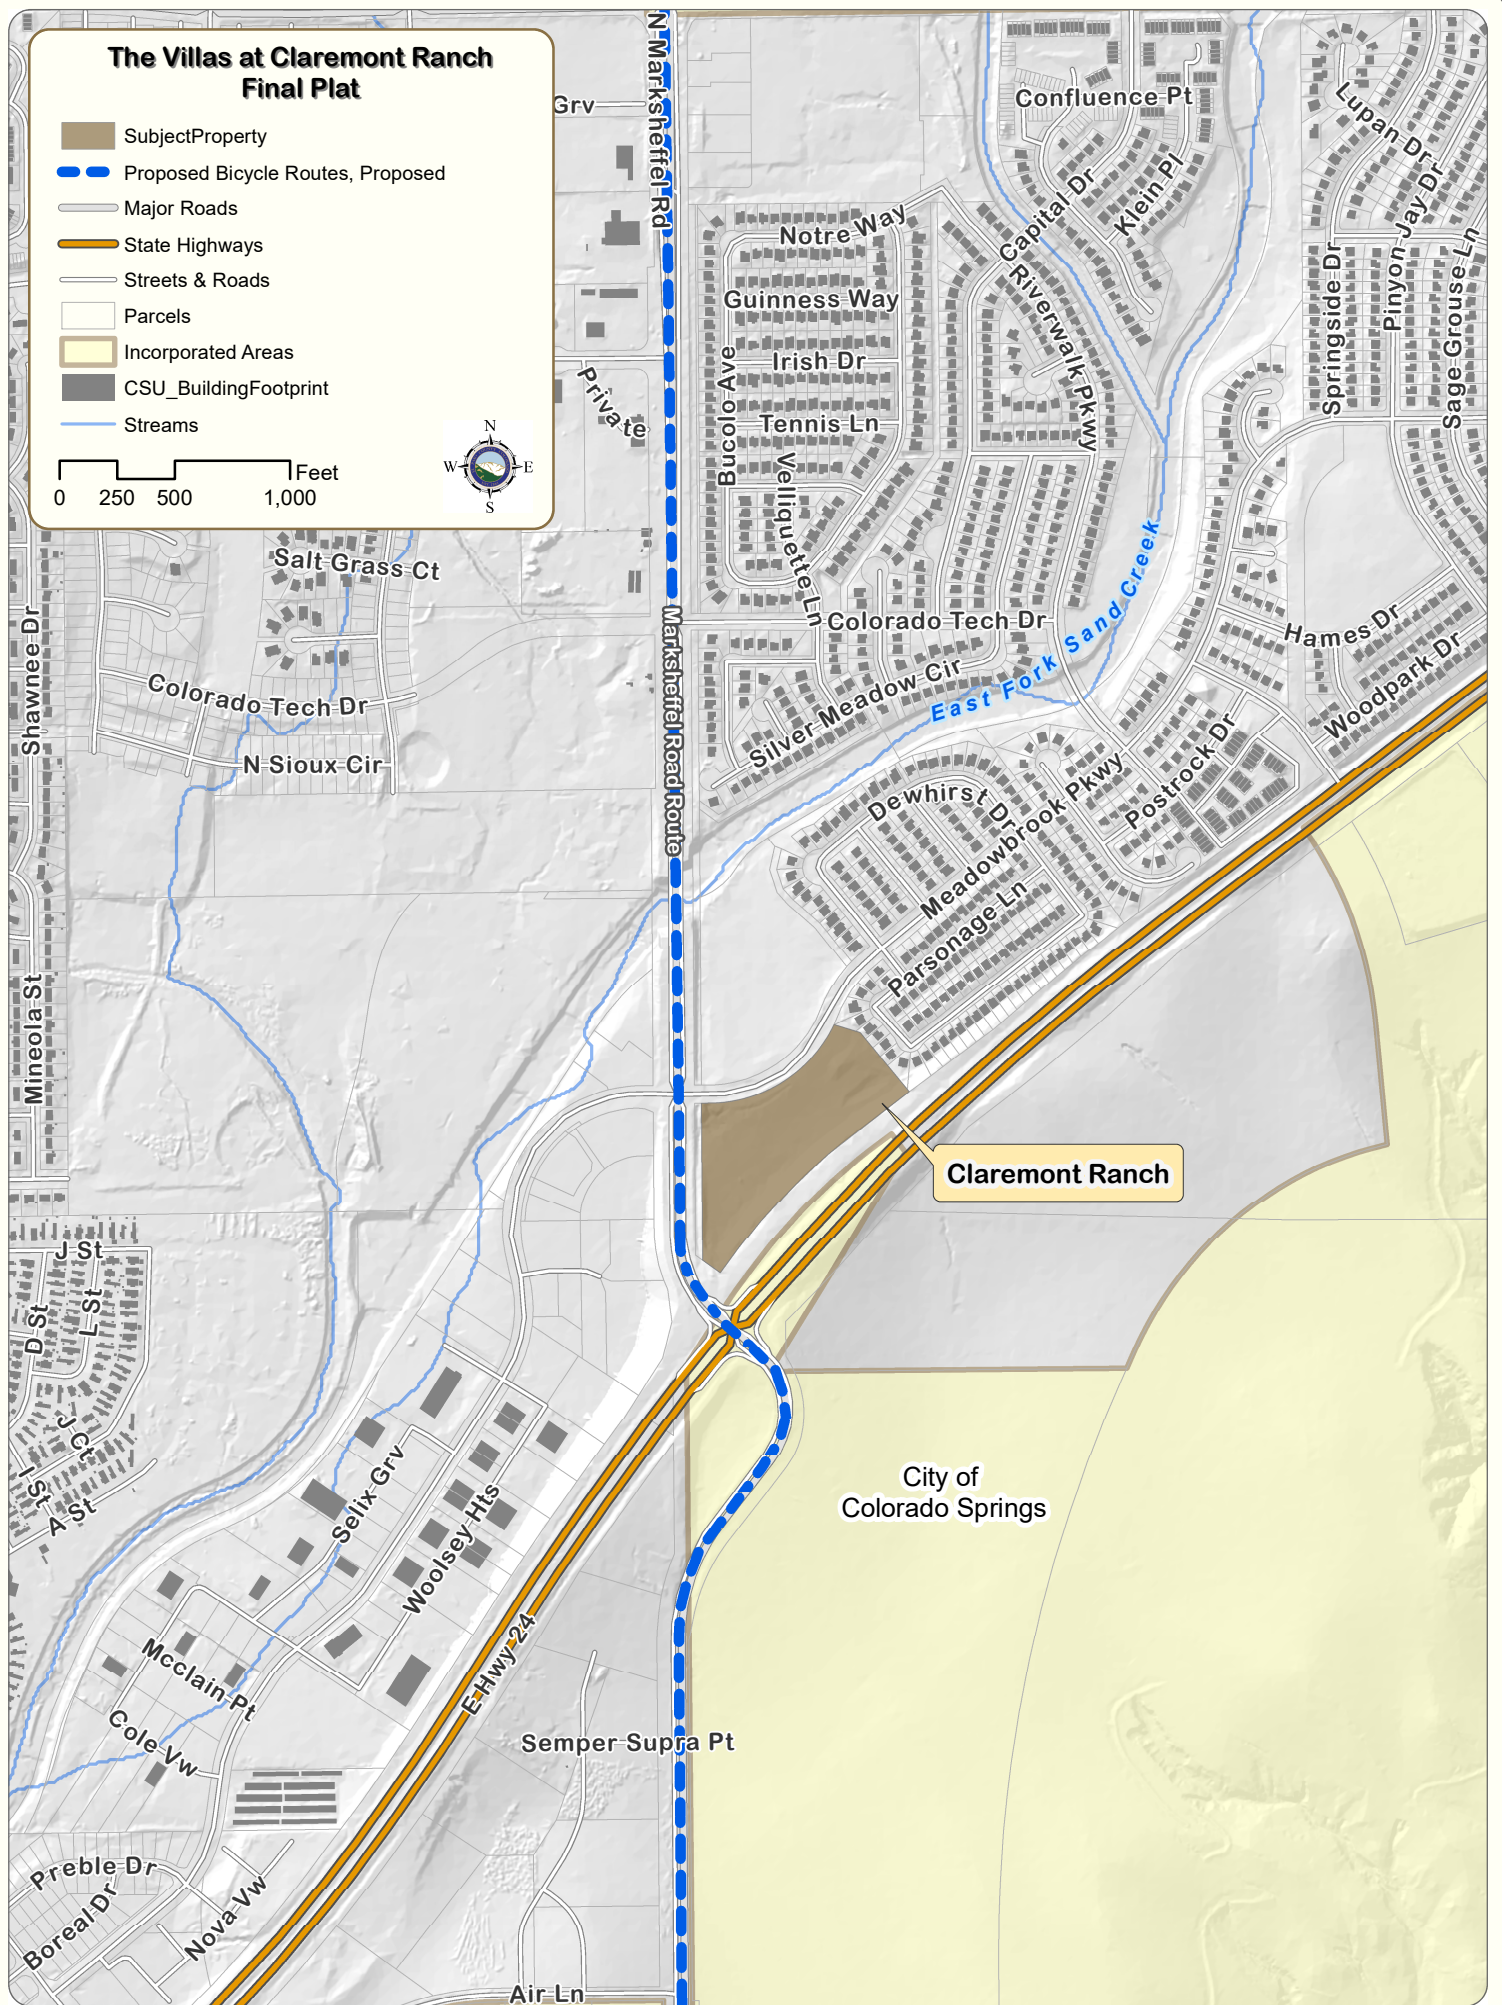 The Villas at Claremont Ranch
Final Plat
SubjectProperty
Proposed Bicycle Routes, Proposed
Major Roads
State Highways
Streets & Roads
Parcels
Incorporated Areas
CSU_BuildingFootprint
Streams
Feet
0 250 500 1,000
N
W E
S
Grv
N Marksheffel Rd
Confluence Pt
Lupan Dr
Capital Dr
Klein Pl
Pinyon Jay Dr
Notre Way
Springside Dr
Sage Grouse Ln
Guinness Way
Riverwalk Pkwy
Irish Dr
Bucolo Ave
Private
Tennis Ln
Velliquette Ln
Salt Grass Ct
Shawnee Dr
Marksheffel Road Route
Colorado Tech Dr
East Fork Sand Creek
Hames Dr
Woodpark Dr
Colorado Tech Dr
Silver Meadow Cir
N Sioux Cir
Postrock Dr
Dewhirst Dr
Meadowbrook Pkwy
Parsonage Ln
Mineola St
Claremont Ranch
J St
D St
L St
J Ct
I St
A St
Selix Grv
Woolsey Hts
City of
Colorado Springs
E Hwy 24
Mcclain Pt
Cole Vw
Semper Supra Pt
Preble Dr
Boreal Dr
Nova Vw
Air Ln